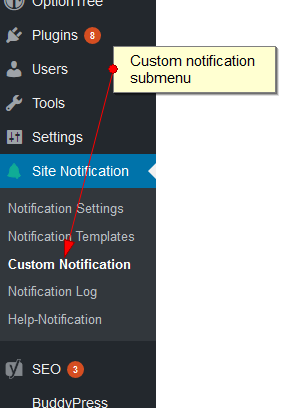 OptionTree
Plugins 8
Users
Custom notification
submenu
Tools
Settings
Site Notification
Notification Settings
Notification Templates
Custom Notification
Notification Log
Help-Notification
SEO 3
BuddyPress